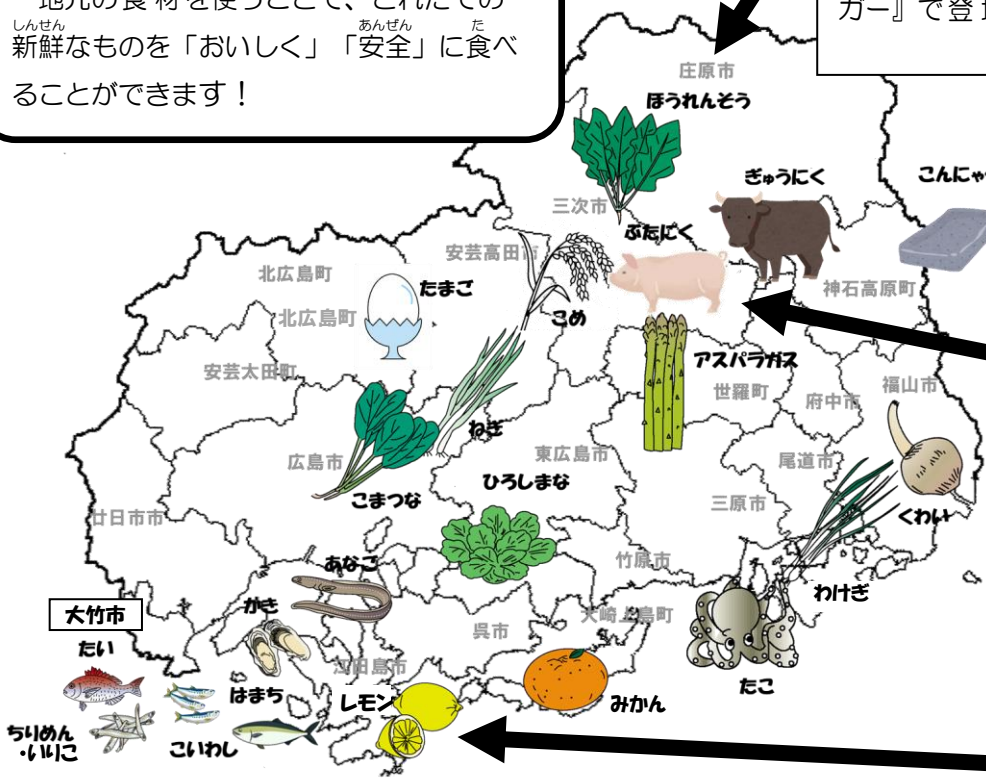 地元の食材を使うことで、とれたての
しんせん あんぜん た
新鮮なものを「おいしく」「安全」に食べ
ることができます！
ガー』で登
庄原市
ほうれんそう
ぎゅうにく
こんにゃ
三次市
ぶたにく
安芸高田市
北広島町
たまご
神石高原町
北広島町
こめ
アスパラガス
安芸太田町
世羅町
福山市
府中市
ねぎ
広島市
東広島市
尾道市
ひろしまな
こまつな
三原市
廿日市市
くわい
あなご
竹原市
わけぎ
かき
大竹市
大崎上島町
呉市
たい
江田島市
はまち
レモン
みかん
たこ
ちりめん
・いりこ
こいわし